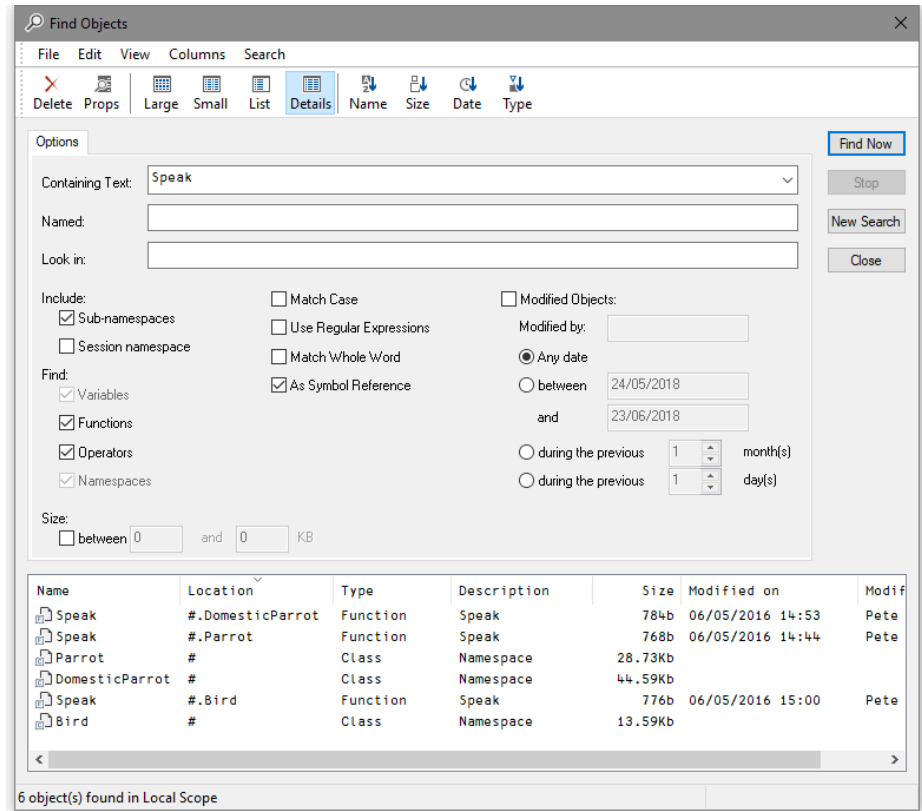 Find Objects
File Edit View Columns Search
Delete Props Large Small List Details Name Size Date Type
Options
Find Now
Containing Text: Speak
Stop
Named:
New Search
Look in:
Close
Include:
Match Case
Modified Objects:
Sub-namespaces
Use Regular Expressions
Modified by:
Session namespace
Match Whole Word
Any date
Find:
As Symbol Reference
between 24/05/2018
Variables
and 23/06/2018
Functions
Operators
during the previous 1 month(s)
Namespaces
during the previous 1 day(s)
Size:
between 0 and 0 KB
Name Location Type Description Size Modified on Modif
Speak #.DomesticParrot Function Speak 784b 06/05/2016 14:53 Pete
Speak #.Parrot Function Speak 768b 06/05/2016 14:44 Pete
Parrot # Class Namespace 28.73Kb
DomesticParrot # Class Namespace 44.59Kb
Speak #.Bird Function Speak 776b 06/05/2016 15:00 Pete
Bird # Class Namespace 13.59Kb
6 object(s) found in Local Scope